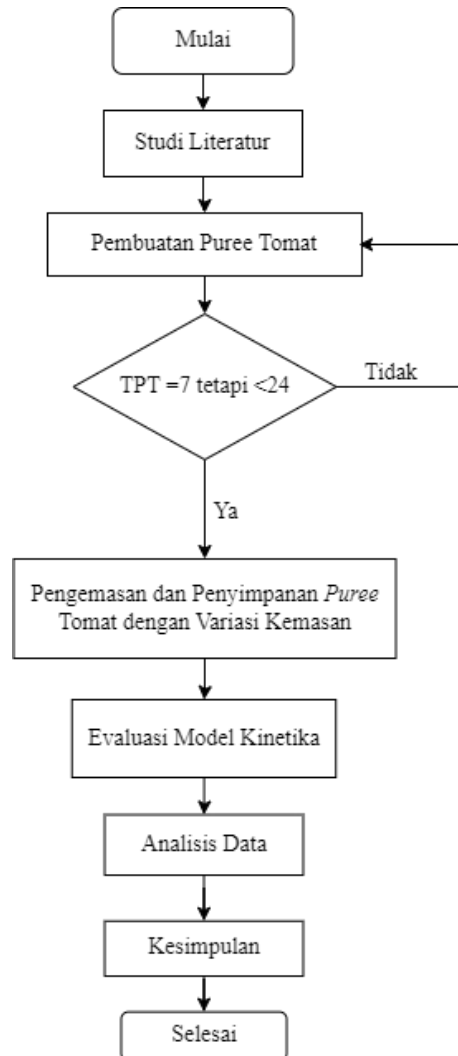 Mulai
Studi Literatur
Pembuatan Puree Tomat
TPT =7 tetapi <24
Tidak
Ya
Pengemasan dan Penyimpanan Puree
Tomat dengan Variasi Kemasan
Evaluasi Model Kinetika
Analisis Data
Kesimpulan
Selesai